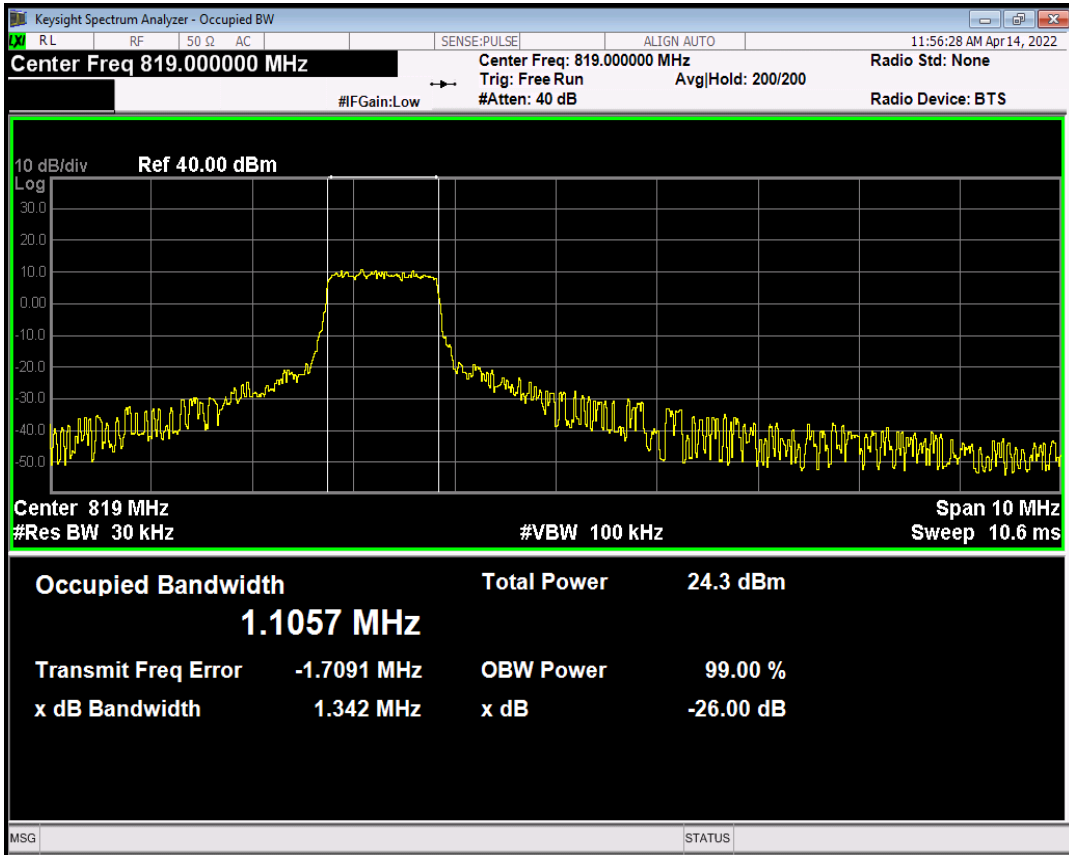 Keysight Spectrum Analyzer - Occupied BW
LXI RL RF 50 Ω AC SENSE:PULSE ALIGN AUTO 11:56:28 AM Apr 14, 2022
Center Freq 819.000000 MHz Center Freq: 819.000000 MHz Radio Std: None
Trig: Free Run Avg|Hold: 200/200
#IFGain:Low #Atten: 40 dB Radio Device: BTS
10 dB/div Ref 40.00 dBm
Log
30.0
20.0
10.0
0.00
-10.0
-20.0
-30.0
-40.0
-50.0
Center 819 MHz Span 10 MHz
#Res BW 30 kHz #VBW 100 kHz Sweep 10.6 ms
Occupied Bandwidth Total Power 24.3 dBm
1.1057 MHz
Transmit Freq Error -1.7091 MHz OBW Power 99.00 %
x dB Bandwidth 1.342 MHz x dB -26.00 dB
MSG STATUS